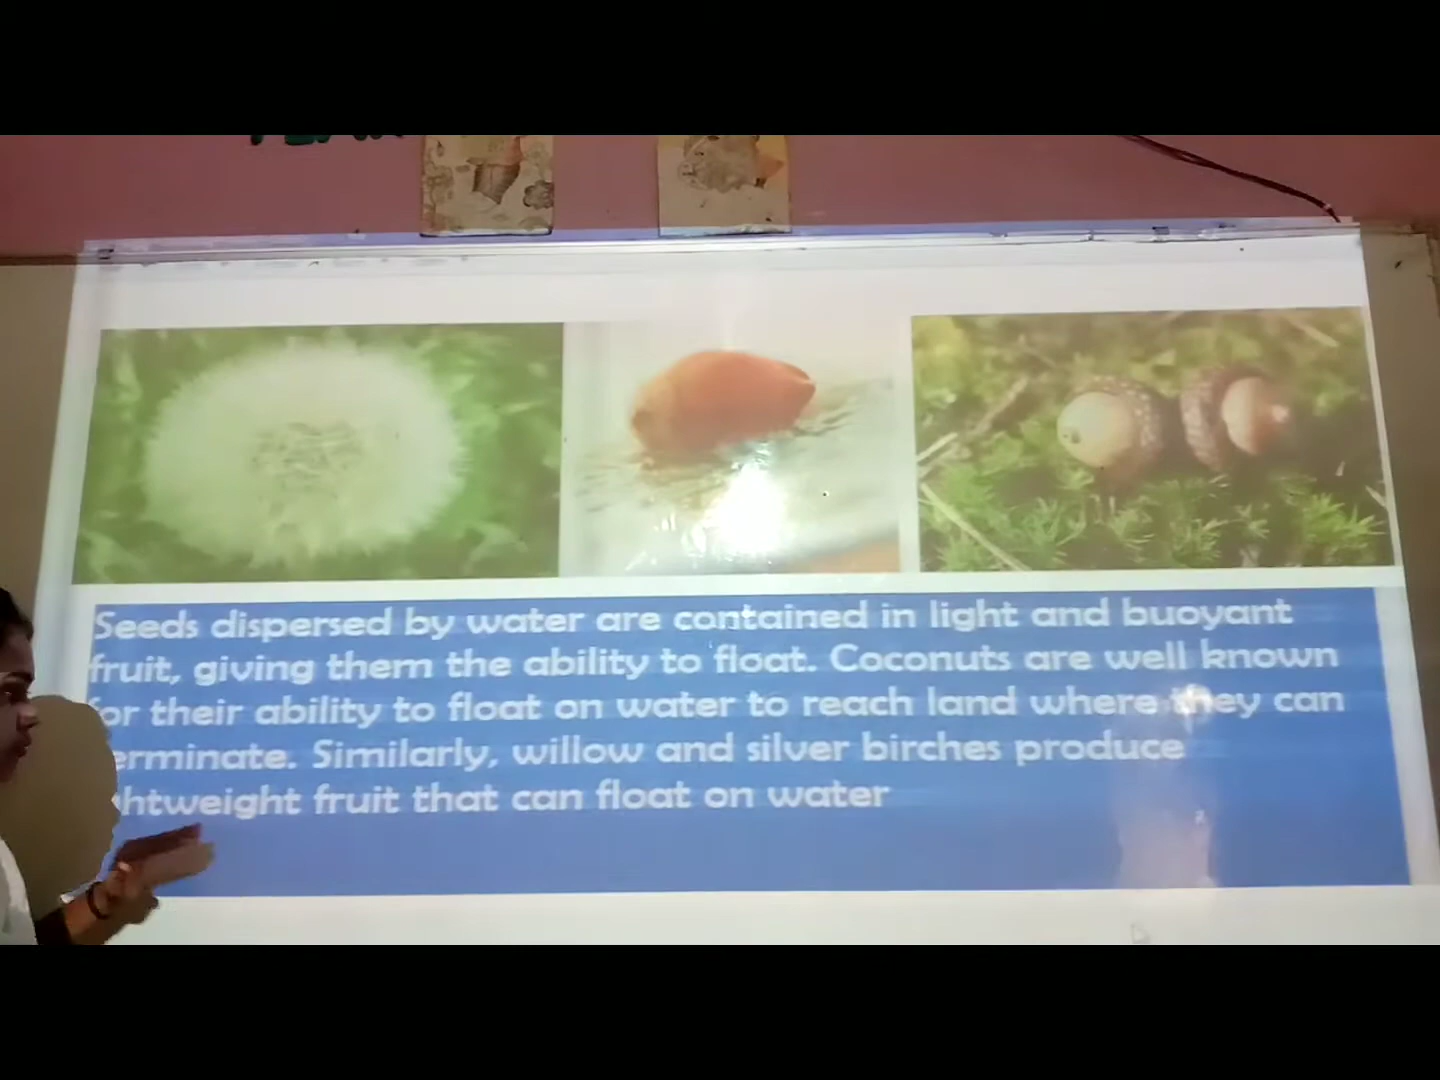 Seeds dispersed by water are contained in light and buoyant
fruit, giving them the ability to float. Coconuts are well known
for their ability to float on water to reach land where they can
erminate. Similarly, willow and silver birches produce
htweight fruit that can float on water